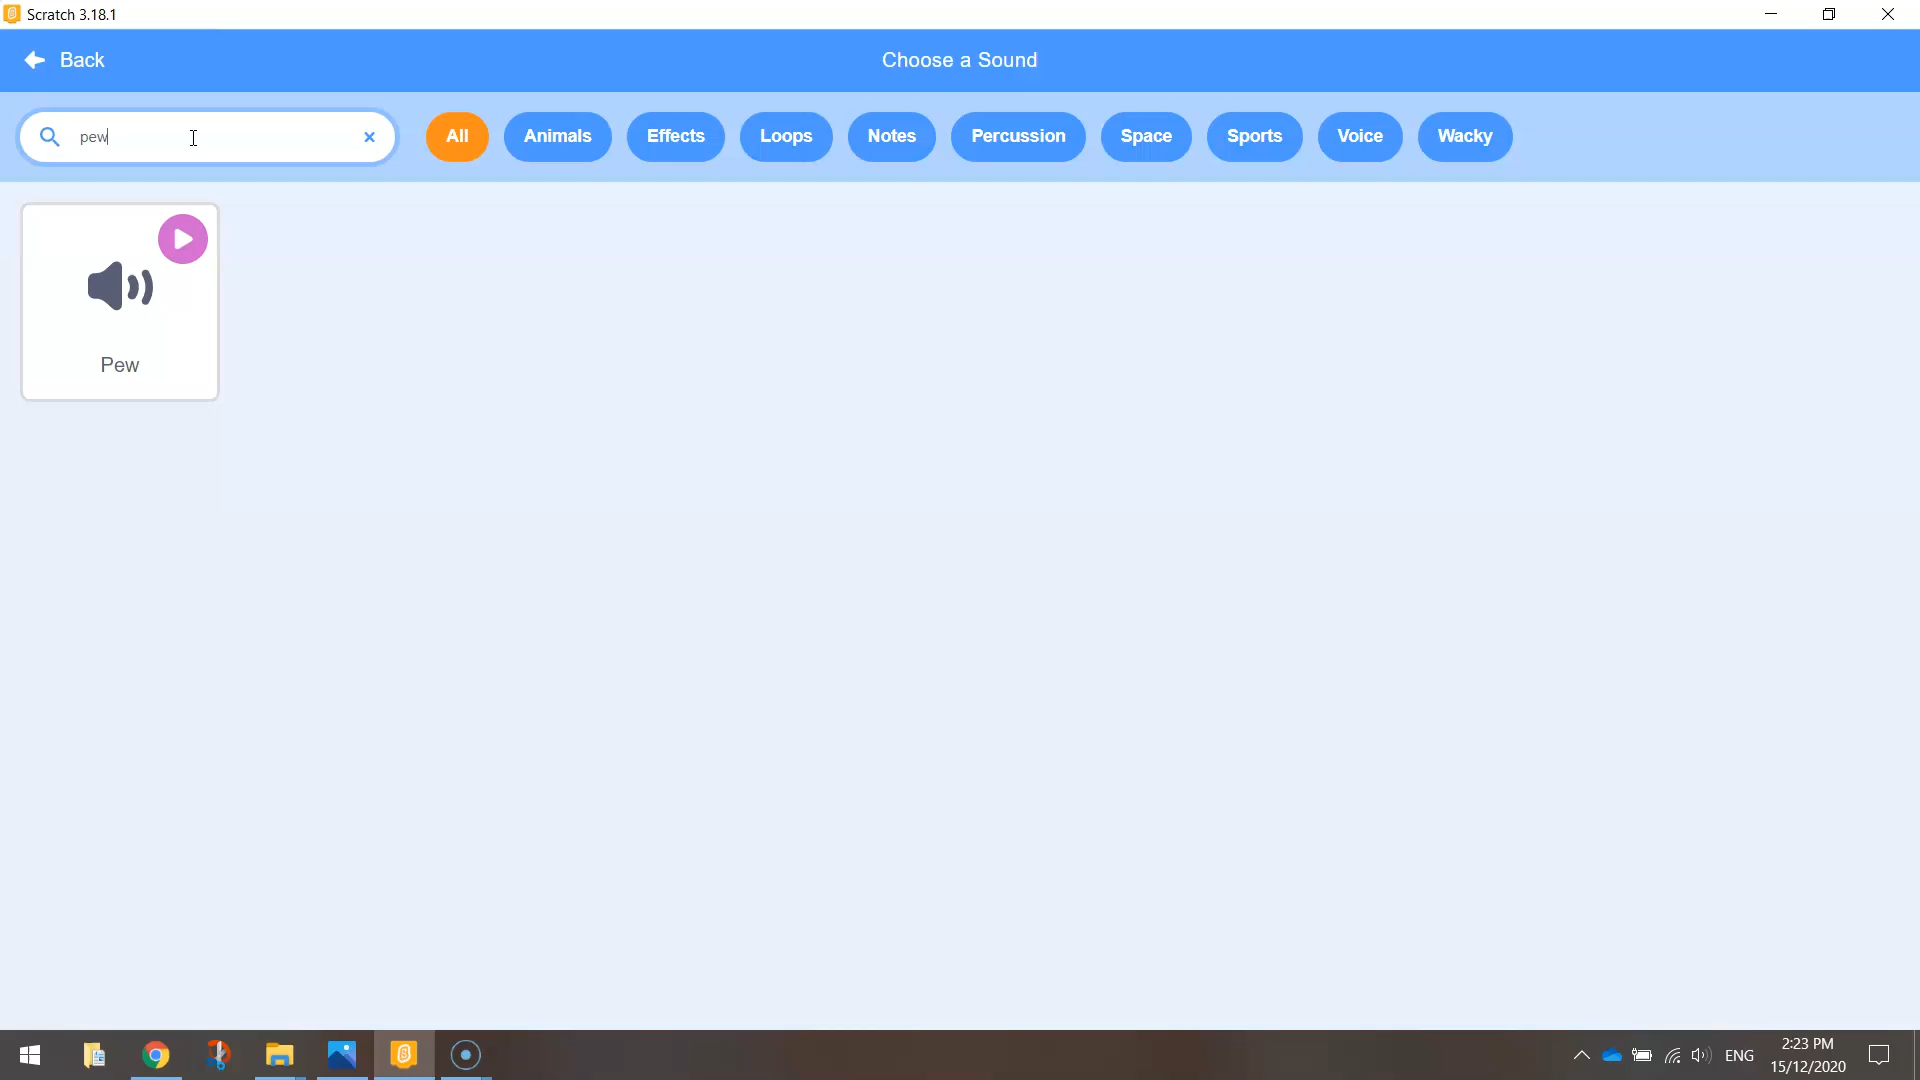 Scratch 3.18.1
Back
Choose a Sound
pew
All
Animals
Effects
Loops
Notes
Percussion
Space
Sports
Voice
Wacky
Pew
ENG
2:23 PM
15/12/2020